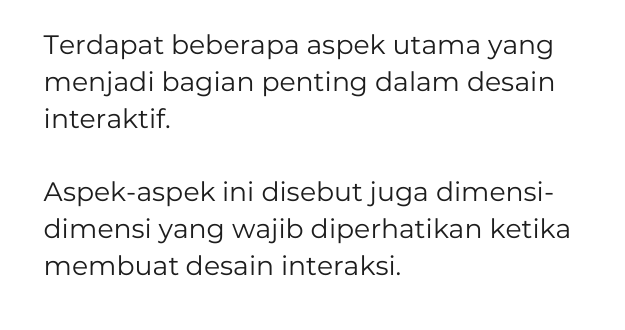 Terdapat beberapa aspek utama yang
menjadi bagian penting dalam desain
interaktif.
Aspek-aspek ini disebut juga dimensi-
dimensi yang wajib diperhatikan ketika
membuat desain interaksi.